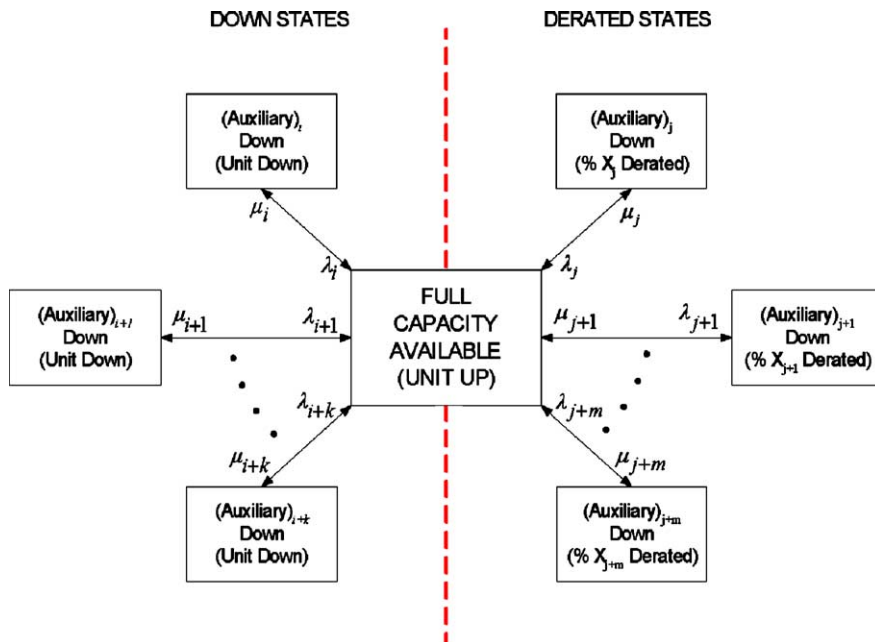 DOWN STATES
DERATED STATES
(Auxiliary)ᵢ
Down
(Unit Down)
(Auxiliary)ⱼ
Down
(% Xⱼ Derated)
μᵢ
λᵢ
μⱼ
λⱼ
(Auxiliary)ᵢ₊₁
Down
(Unit Down)
μᵢ₊₁
λᵢ₊₁
FULL
CAPACITY
AVAILABLE
(UNIT UP)
μⱼ₊₁
λⱼ₊₁
(Auxiliary)ⱼ₊₁
Down
(% Xⱼ₊₁ Derated)
λᵢ₊ₖ
μᵢ₊ₖ
λⱼ₊ₘ
μⱼ₊ₘ
(Auxiliary)ᵢ₊ₖ
Down
(Unit Down)
(Auxiliary)ⱼ₊ₘ
Down
(% Xⱼ₊ₘ Derated)